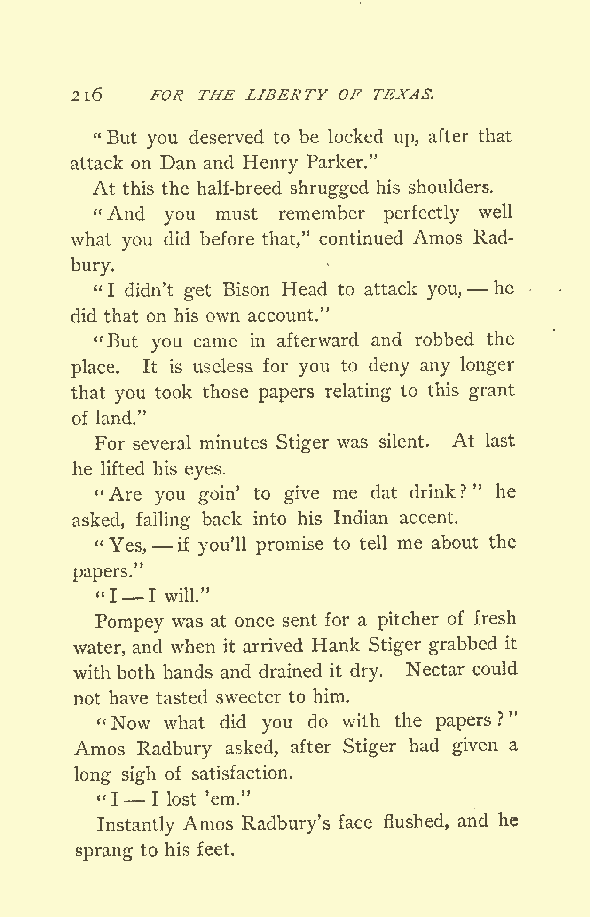 216 FOR THE LIBERTY OF TEXAS.
"But you deserved to be locked up, after that
attack on Dan and Henry Parker."
At this the half-breed shrugged his shoulders.
"And you must remember perfectly well
what you did before that," continued Amos Rad-
bury.
"I didn't get Bison Head to attack you, — he
did that on his own account."
"But you came in afterward and robbed the
place. It is useless for you to deny any longer
that you took those papers relating to this grant
of land."
For several minutes Stiger was silent. At last
he lifted his eyes.
"Are you goin' to give me dat drink?" he
asked, falling back into his Indian accent.
"Yes, — if you'll promise to tell me about the
papers."
"I — I will."
Pompey was at once sent for a pitcher of fresh
water, and when it arrived Hank Stiger grabbed it
with both hands and drained it dry. Nectar could
not have tasted sweeter to him.
"Now what did you do with the papers?"
Amos Radbury asked, after Stiger had given a
long sigh of satisfaction.
"I — I lost 'em."
Instantly Amos Radbury's face flushed, and he
sprang to his feet.